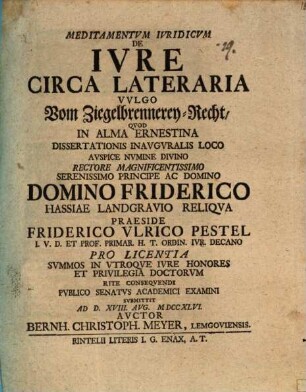 MEDITAMENTVM IVRIDICVM
DE
IVRE
CIRCA LATERARIA
VVLGO
Vom Ziegelbrennerey-Recht/
QVOD
IN ALMA ERNESTINA
DISSERTATIONIS INAVGVRALIS LOCO
AVSPICE NVMINE DIVINO
RECTORE MAGNIFICENTISSIMO
SERENISSIMO PRINCIPE AC DOMINO
DOMINO FRIDERICO
HASSIAE LANDGRAVIO RELIQVA
PRAESIDE
FRIDERICO VLRICO PESTEL
I. V. D. ET PROF. PRIMAR. H. T. ORDIN. IVR. DECANO
PRO LICENTIA
SVMMOS IN VTROQVE IVRE HONORES
ET PRIVILEGIA DOCTORVM
RITE CONSEQVENDI
PVBLICO SENATVS ACADEMICI EXAMINI
SVBMITTIT
AD D. XVIII. AVG. MDCCXLVI.
AVCTOR
BERNH. CHRISTOPH. MEYER, LEMGOVIENSIS.
RINTELII LITERIS I. G. ENAX, A. T.